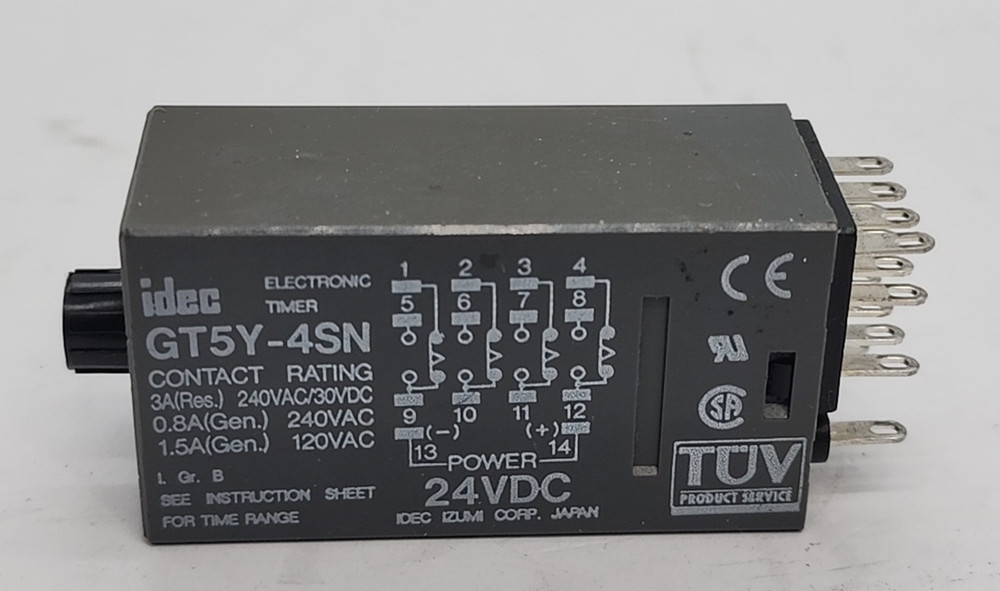 idec
ELECTRONIC
TIMER
GT5Y-4SN
CONTACT RATING
3A(Res.) 240VAC/30VDC
0.8A(Gen.) 240VAC
1.5A(Gen.) 120VAC
I. Gr. B
SEE INSTRUCTION SHEET
FOR TIME RANGE
1 2 3 4
5 6 7 8
9 10 11 12
(-) (+)
13 14
POWER
24VDC
IDEC IZUMI CORP. JAPAN
CE
SA
TÜV
PRODUCT SERVICE